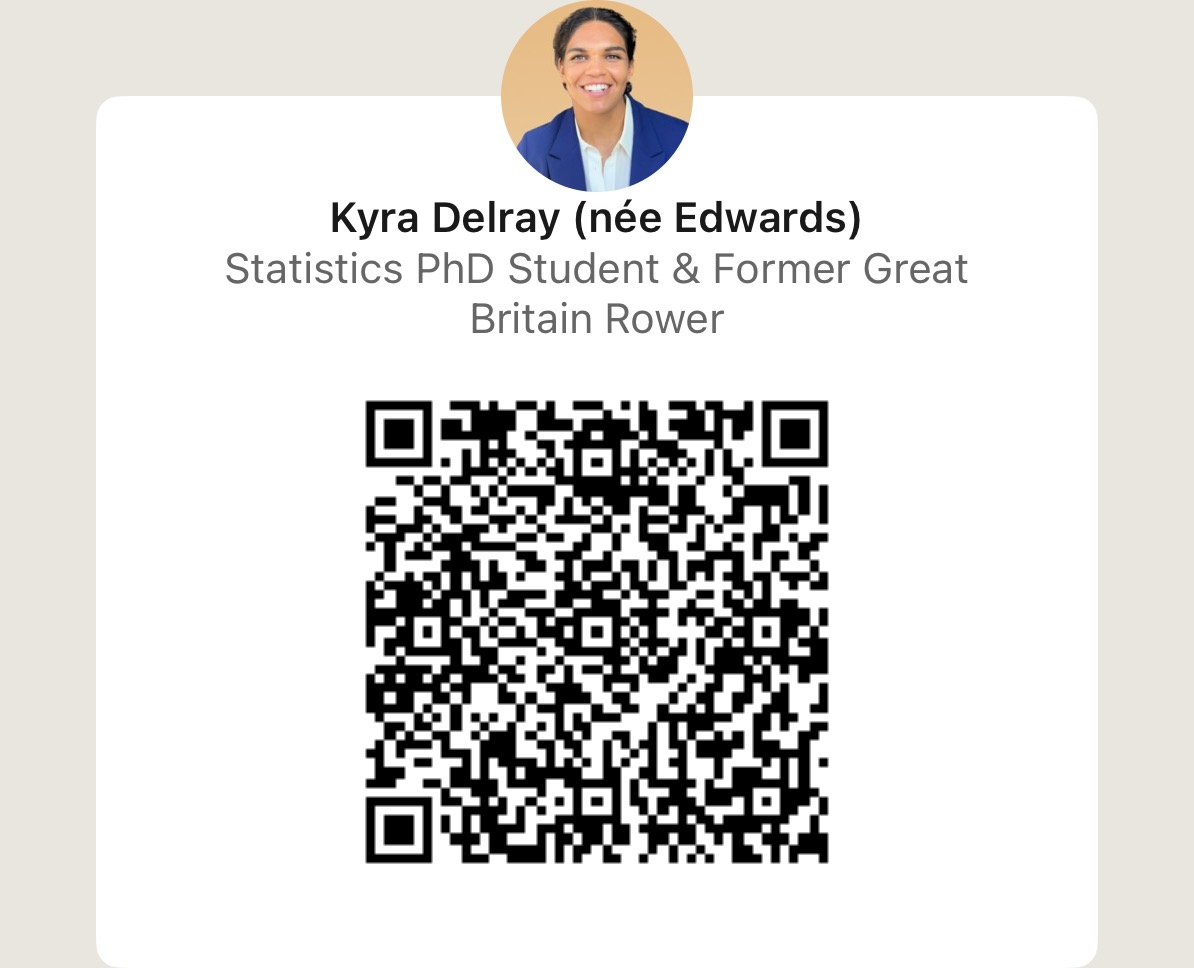 Kyra Delray (née Edwards)
Statistics PhD Student & Former Great
Britain Rower